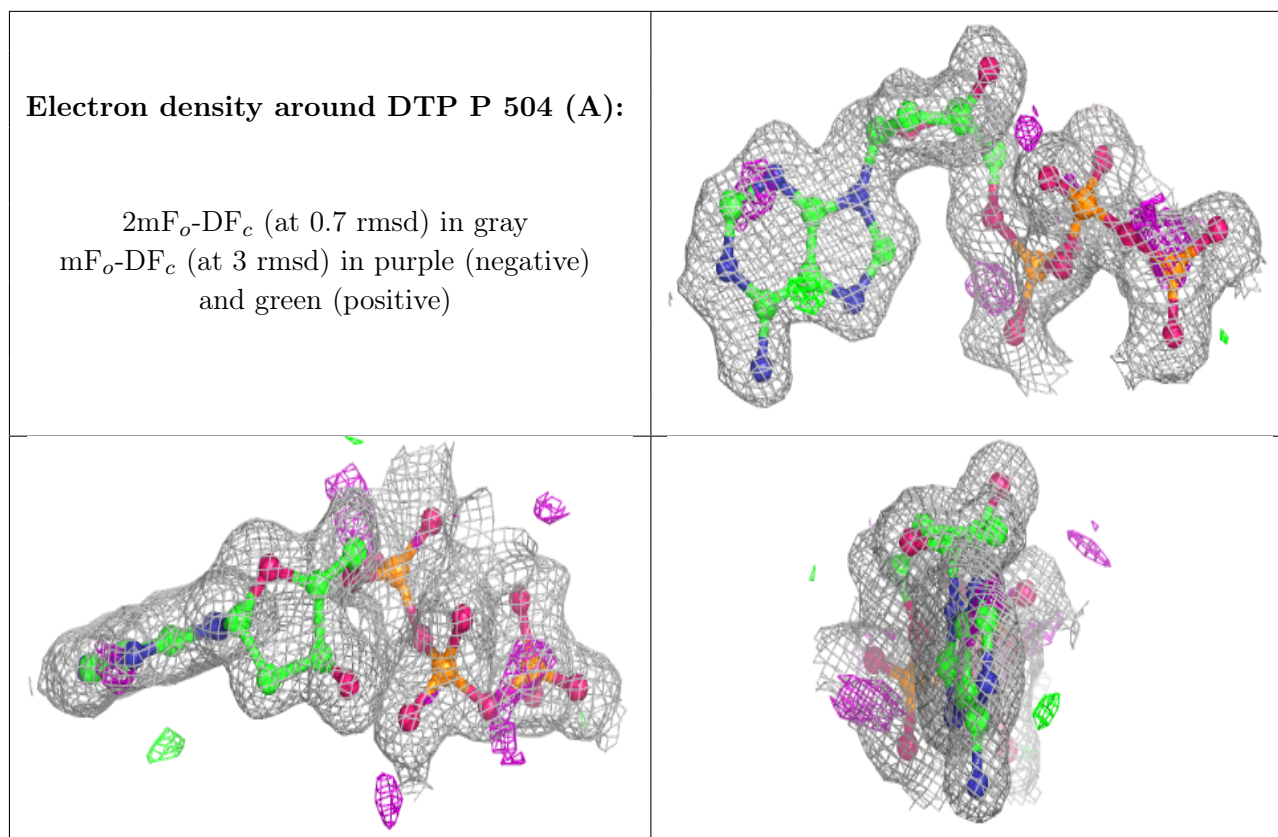 Electron density around DTP P 504 (A):
2mFₒ-DF𝒸 (at 0.7 rmsd) in gray
mFₒ-DF𝒸 (at 3 rmsd) in purple (negative)
and green (positive)